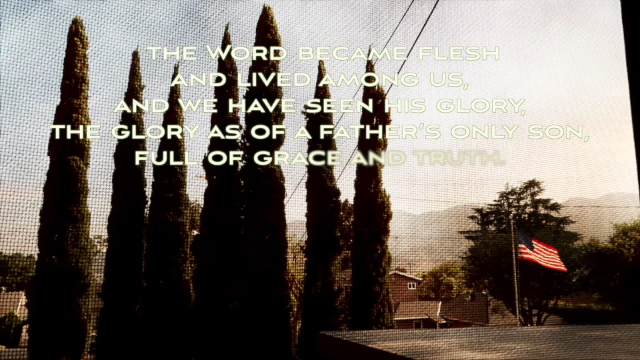 THE WORD BECAME FLESH
AND LIVED AMONG US,
AND WE HAVE SEEN HIS GLORY,
THE GLORY AS OF A FATHER'S ONLY SON,
FULL OF GRACE AND TRUTH.